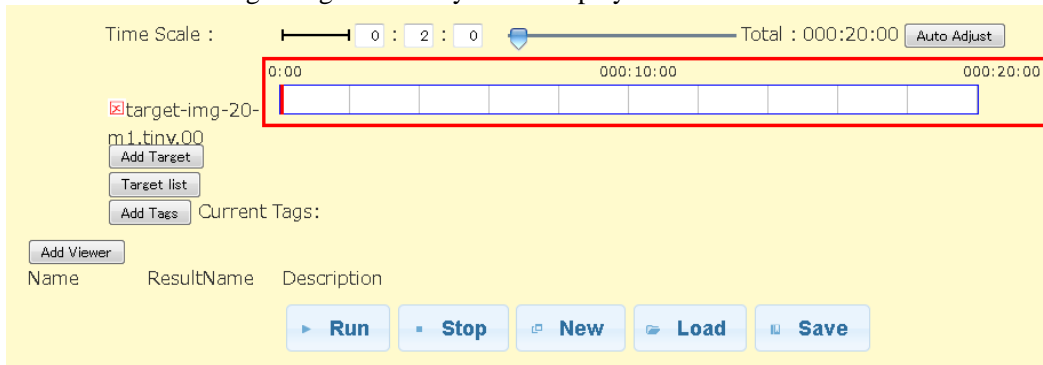 Time Scale : 0 : 2 : 0 Total : 000:20:00 Auto Adjust
0:00 000:10:00 000:20:00
target-img-20-
m1.tiny.00
Add Target
Target list
Add Tags Current Tags:
Add Viewer
Name ResultName Description
Run Stop New Load Save